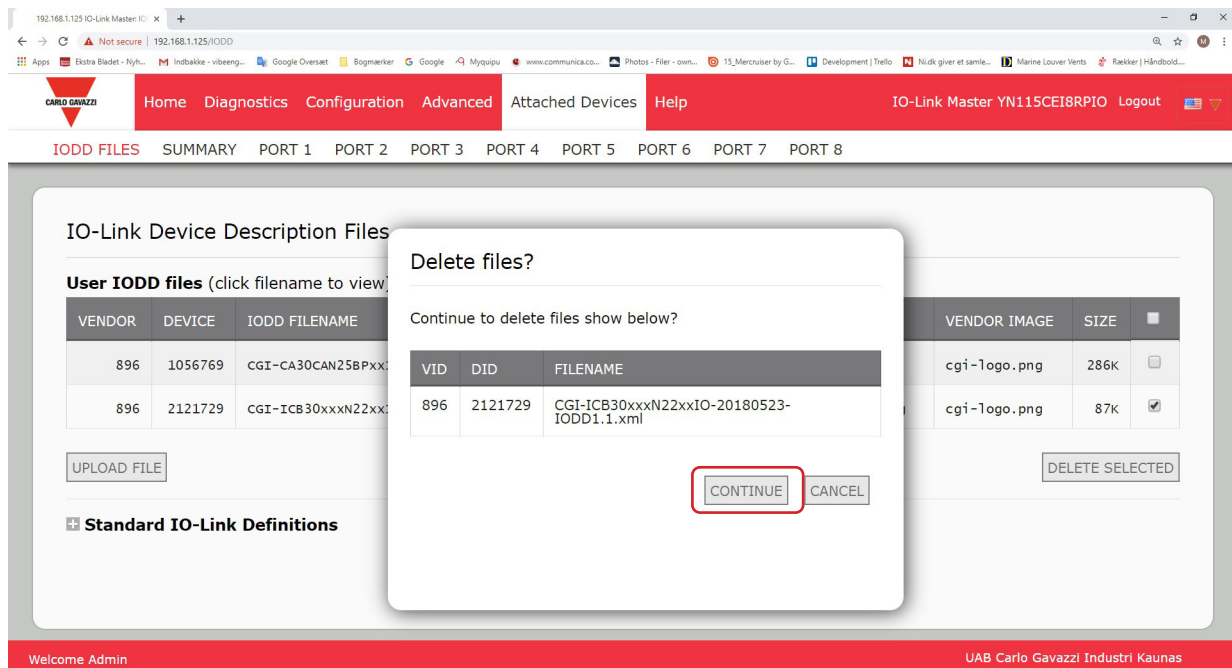 192.168.1.125 IO-Link Master: IO
Not secure | 192.168.1.125/IODD
Apps Ekstra Bladet - Nyh... Indbakke - vibeeng... Google Oversæt Bogmærker Google Myquipu www.communica.co... Photos - Filer - own... 15_Mercruiser by G... Development | Trello Ni.dk giver et samle... Marine Louver Vents Rækker | Håndbold....
CARLO GAVAZZI Home Diagnostics Configuration Advanced Attached Devices Help IO-Link Master YN115CEI8RPIO Logout
IODD FILES SUMMARY PORT 1 PORT 2 PORT 3 PORT 4 PORT 5 PORT 6 PORT 7 PORT 8
IO-Link Device Description Files
User IODD files (click filename to view)
VENDOR DEVICE IODD FILENAME VENDOR IMAGE SIZE
896 1056769 CGI-CA30CAN25BPxx cgi-logo.png 286K
896 2121729 CGI-ICB30xxxN22xx cgi-logo.png 87K
UPLOAD FILE DELETE SELECTED
Standard IO-Link Definitions
Delete files?
Continue to delete files show below?
VID DID FILENAME
896 2121729 CGI-ICB30xxxN22xxIO-20180523-
IODD1.1.xml
CONTINUE CANCEL
Welcome Admin UAB Carlo Gavazzi Industri Kaunas